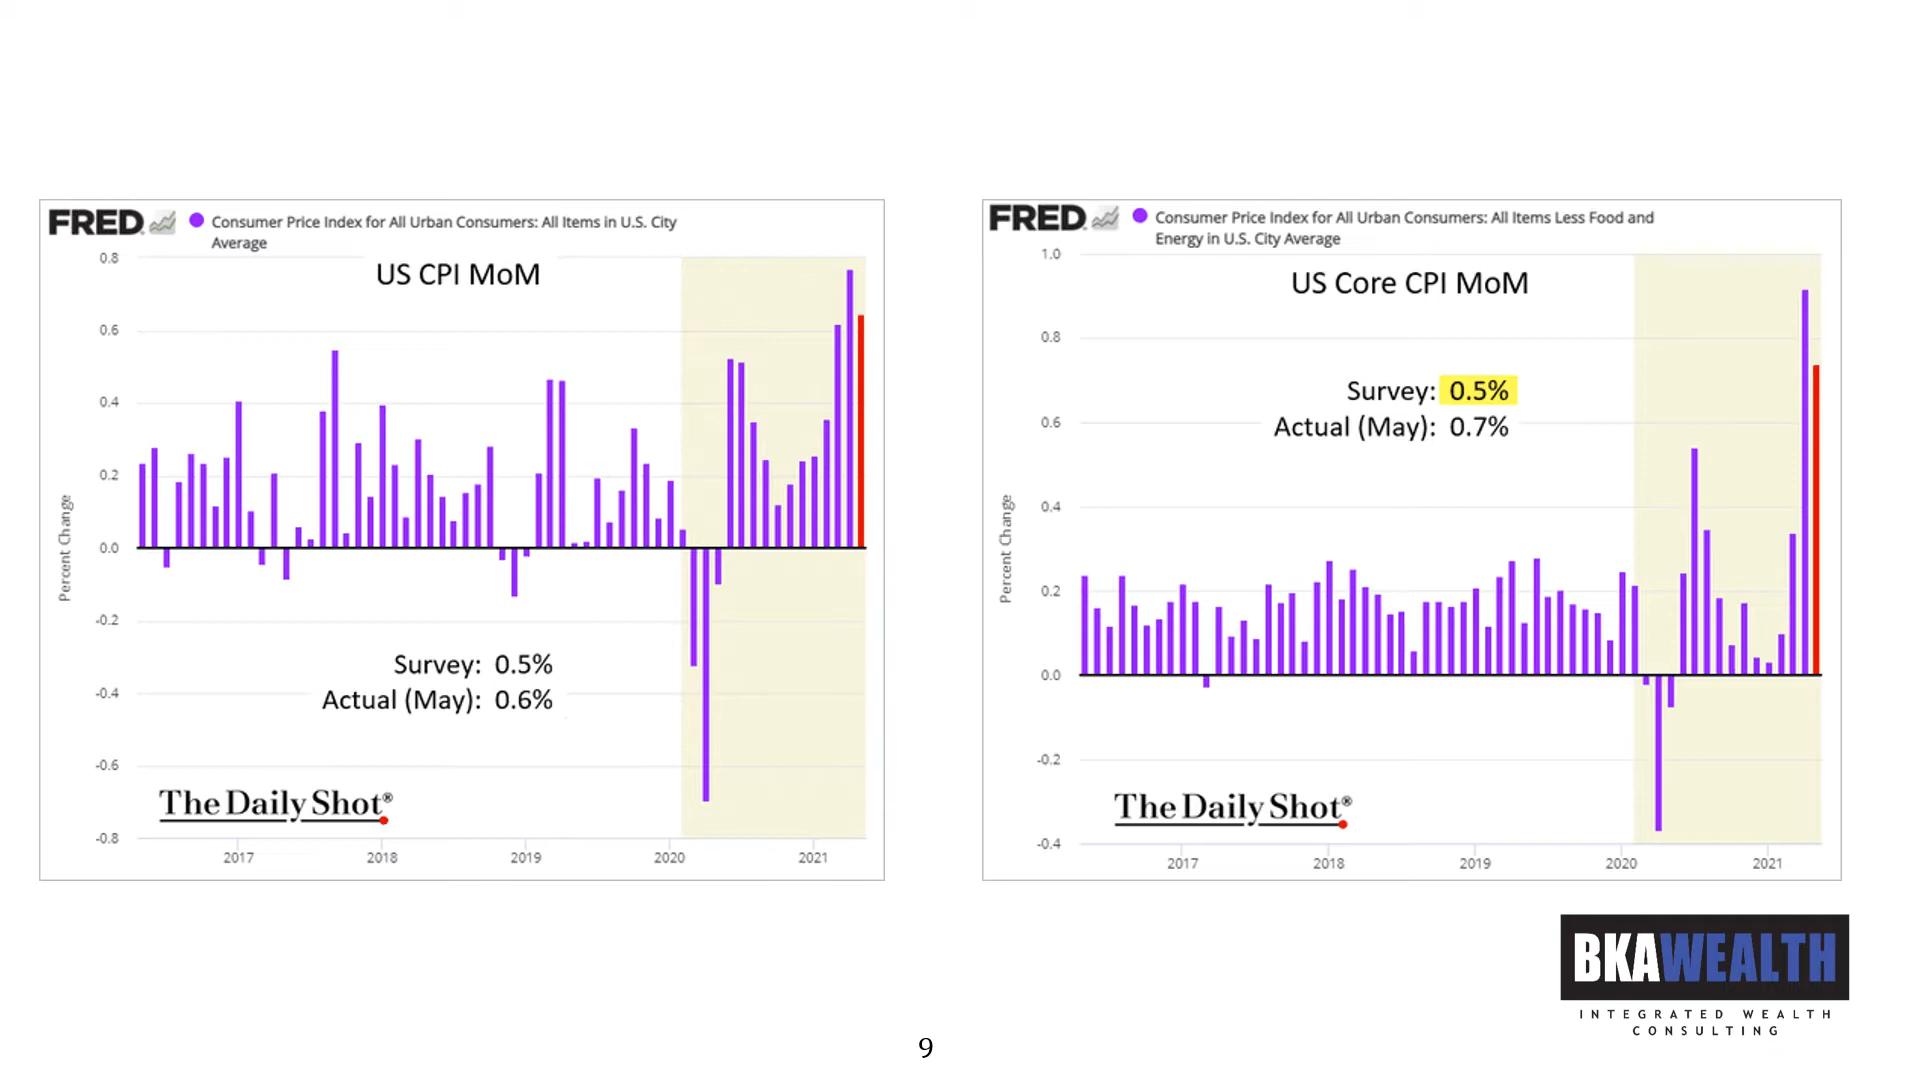 FRED
Consumer Price Index for All Urban Consumers: All Items in U.S. City
Average
US CPI MoM
0.8
0.6
0.4
0.2
0.0
-0.2
-0.4
-0.6
-0.8
Percent Change
Survey: 0.5%
Actual (May): 0.6%
The Daily Shot®
2017 2018 2019 2020 2021
FRED
Consumer Price Index for All Urban Consumers: All Items Less Food and
Energy in U.S. City Average
US Core CPI MoM
1.0
0.8
0.6
0.4
0.2
0.0
-0.2
-0.4
Percent Change
Survey: 0.5%
Actual (May): 0.7%
The Daily Shot®
2017 2018 2019 2020 2021
BKAWEALTH
INTEGRATED WEALTH
CONSULTING
9